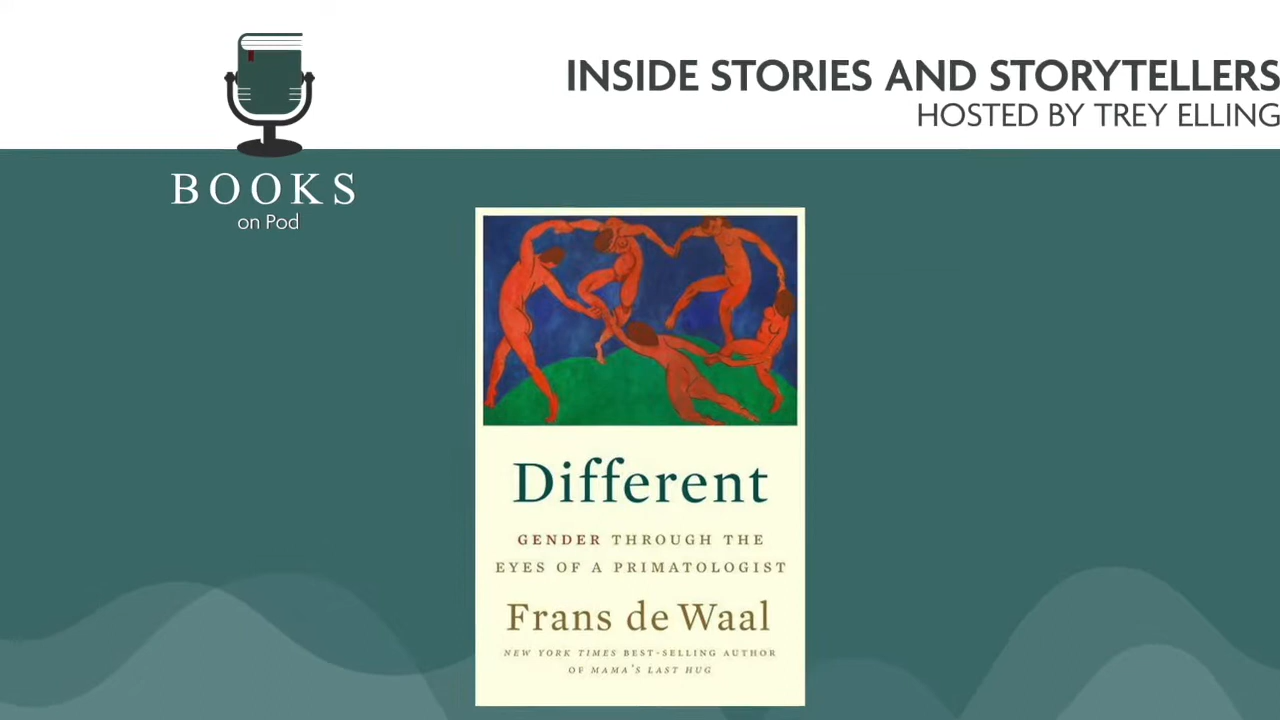 INSIDE STORIES AND STORYTELLERS
HOSTED BY TREY ELLING
BOOKS
on Pod
Different
GENDER THROUGH THE
EYES OF A PRIMATOLOGIST
Frans de Waal
NEW YORK TIMES BEST-SELLING AUTHOR
OF MAMA'S LAST HUG